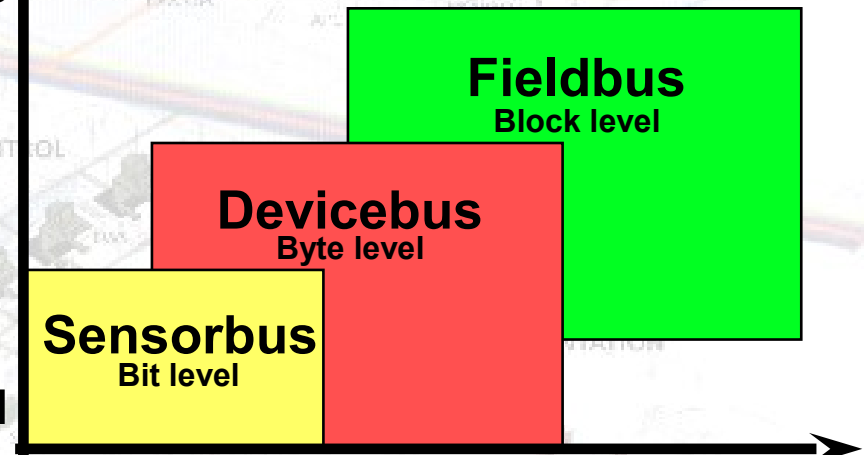 Fieldbus
Block level
Devicebus
Byte level
Sensorbus
Bit level